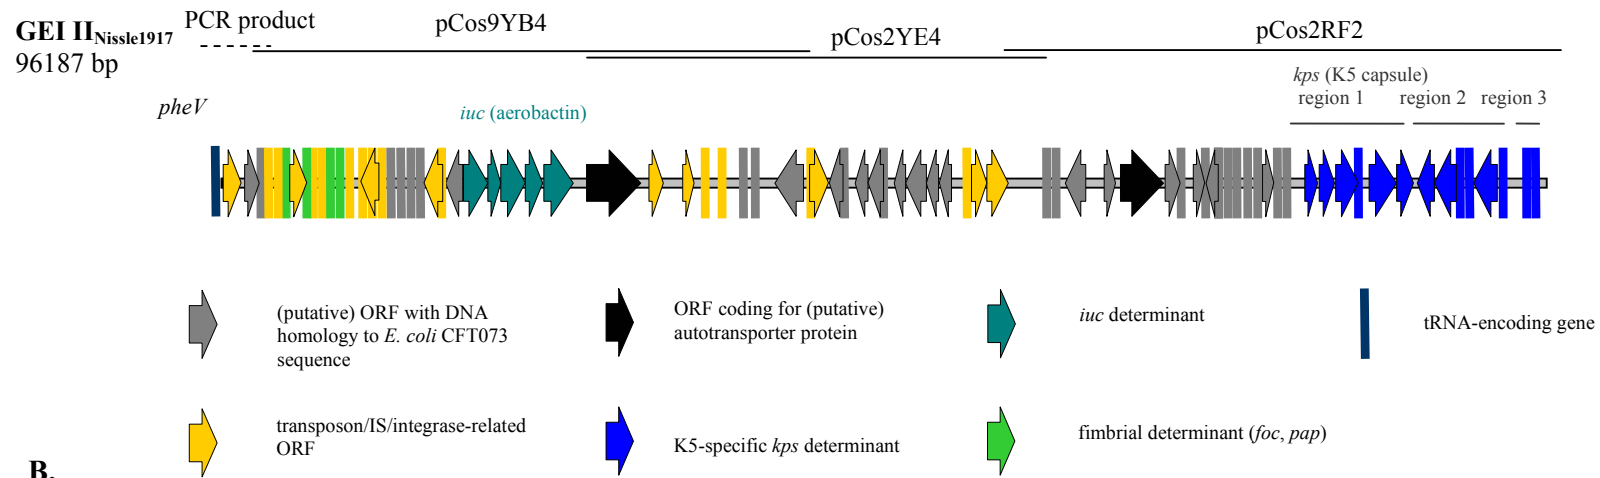 GEI IINissle1917
96187 bp
PCR product
pCos9YB4
pCos2YE4
pCos2RF2
kps (K5 capsule)
region 1 region 2 region 3
pheV
iuc (aerobactin)
(putative) ORF with DNA
homology to E. coli CFT073
sequence
ORF coding for (putative)
autotransporter protein
iuc determinant
tRNA-encoding gene
transposon/IS/integrase-related
ORF
K5-specific kps determinant
fimbrial determinant (foc, pap)
B.